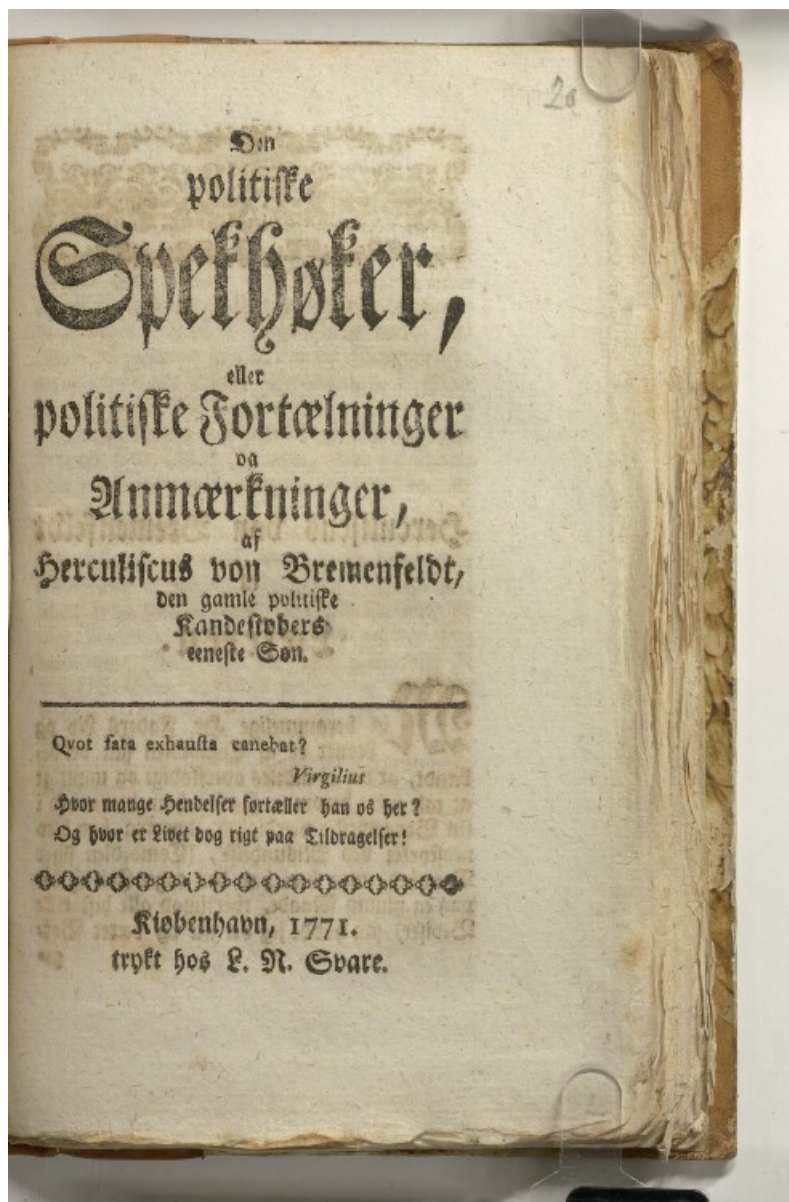 20
Den
politiske
Spekhøker,
eller
politiske Fortælninger
og
Anmærkninger,
af
Herculiscus von Bremenfeldt,
den gamle politiske
Kandestøbers
eeneste Søn.
Qvot fata exhausta canebat?
Virgilius
Hvor mange Hendelser fortæller han os her?
Og hvor er Livet dog rigt paa Tildragelser!
Kiøbenhavn, 1771.
trykt hos L. N. Svare.